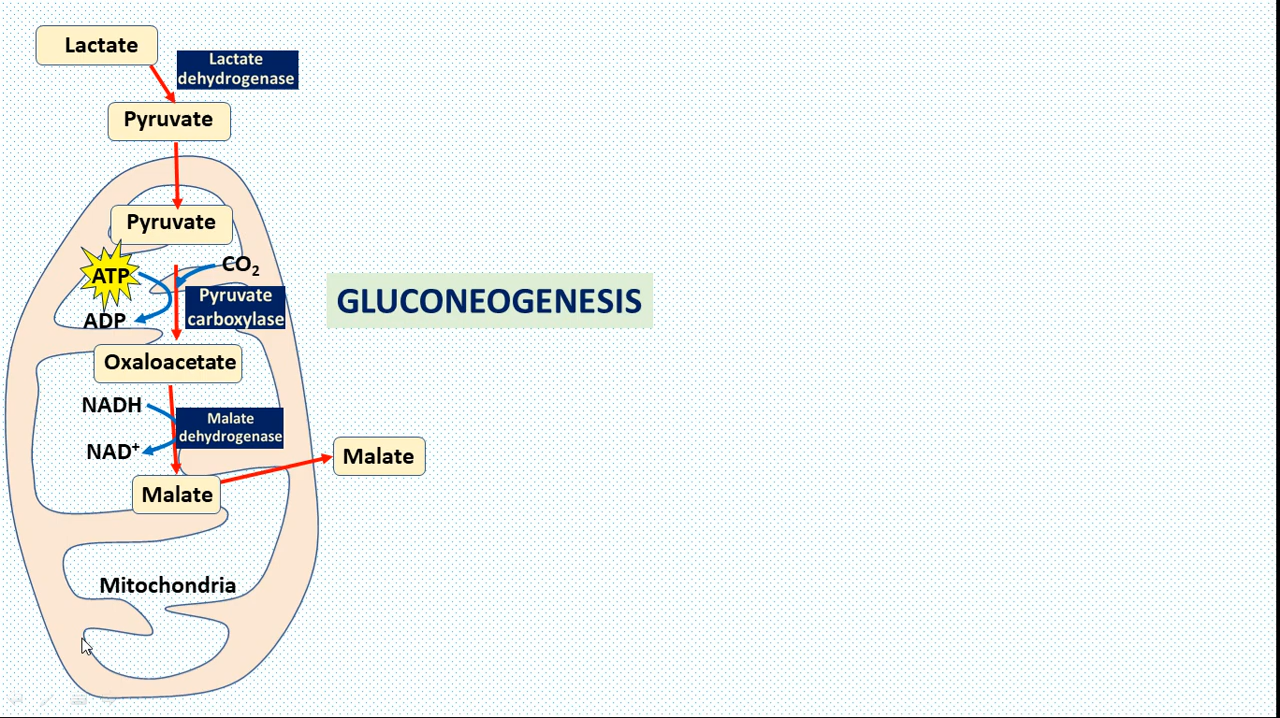 Lactate
Lactate
dehydrogenase
Pyruvate
Pyruvate
ATP
CO₂
Pyruvate
carboxylase
ADP
GLUCONEOGENESIS
Oxaloacetate
NADH
Malate
dehydrogenase
NAD⁺
Malate
Malate
Mitochondria